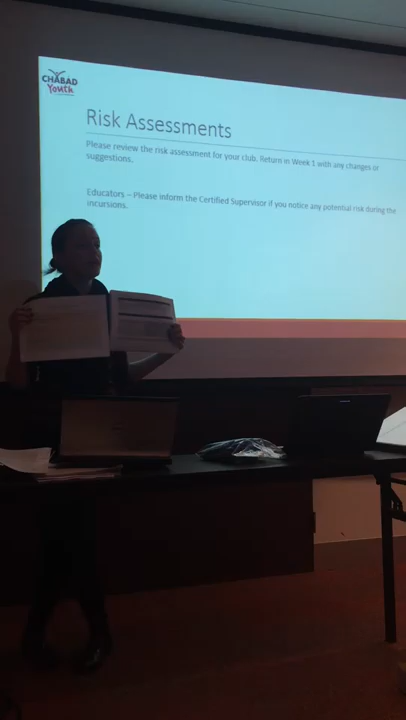 CHABAD
Youth
Risk Assessments
Please review the risk assessment for your club. Return in Week 1 with any changes or
suggestions.
Educators – Please inform the Certified Supervisor if you notice any potential risk during the
incursions.